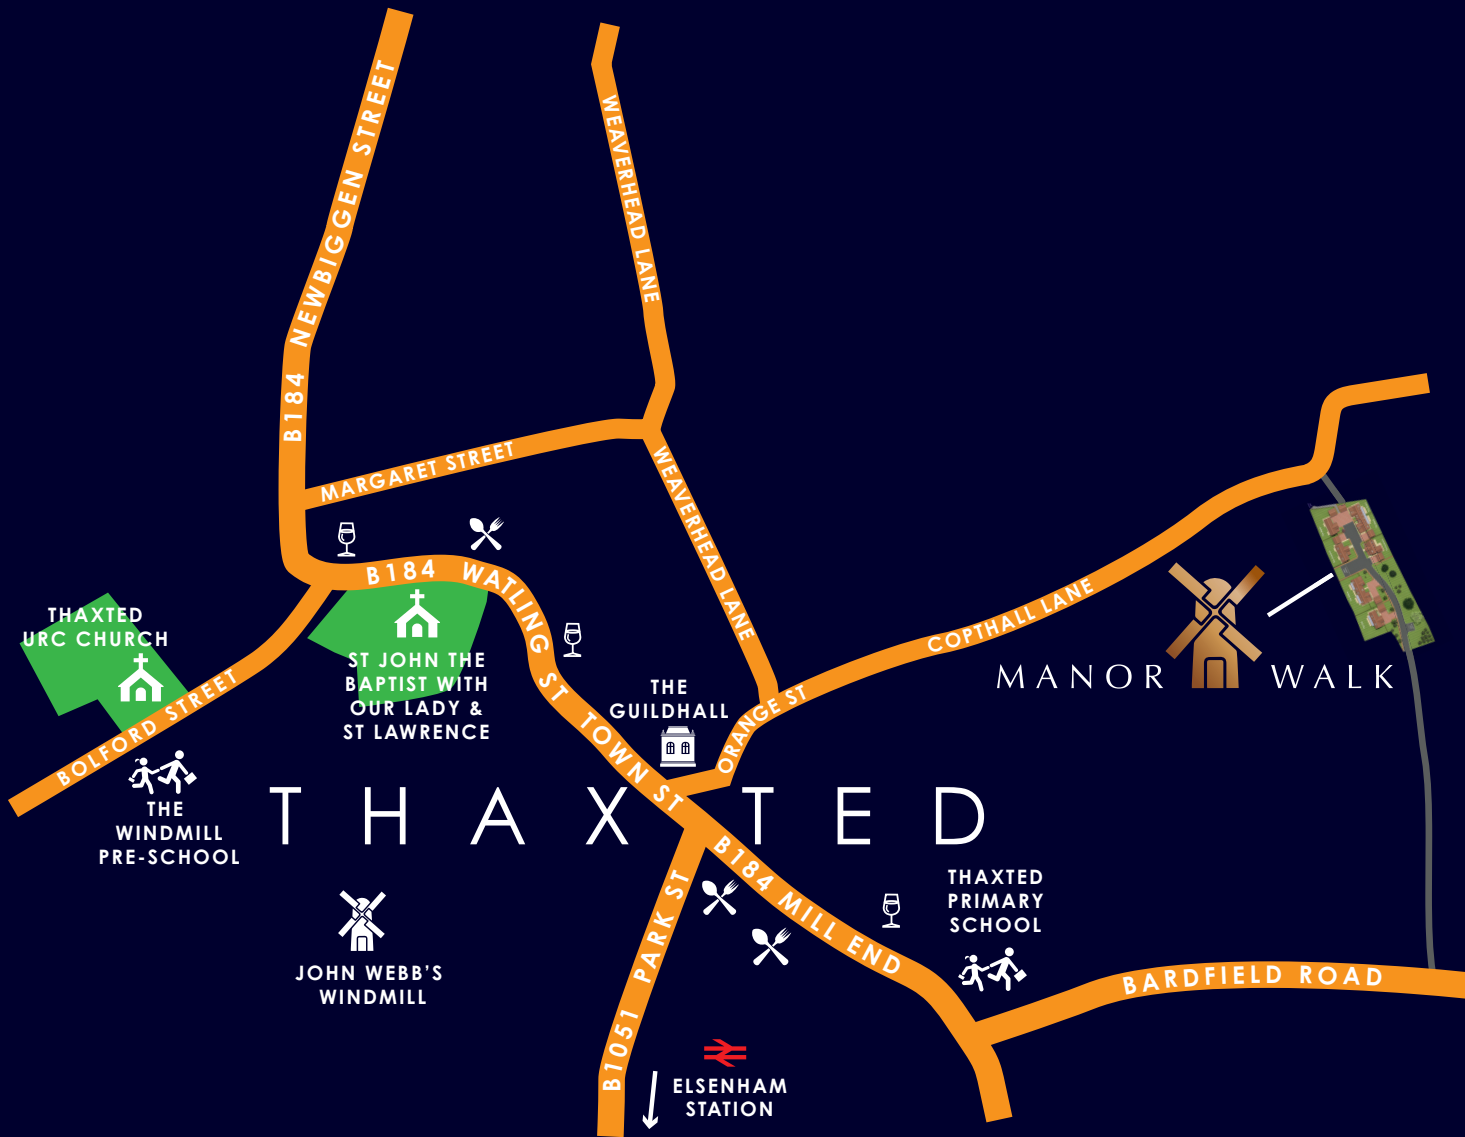 B184 NEWBIGGEN STREET
WEAVERHEAD LANE
MARGARET STREET
WEAVERHEAD LANE
B184 WATLING ST
COPTHALL LANE
THAXTED
URC CHURCH
ST JOHN THE
BAPTIST WITH
OUR LADY &
ST LAWRENCE
THE
GUILDHALL
MANOR WALK
BOLFORD STREET
TOWN ST
ORANGE ST
THE
WINDMILL
PRE-SCHOOL
THAXTED
B184 MILL END
THAXTED
PRIMARY
SCHOOL
B1051 PARK ST
JOHN WEBB'S
WINDMILL
BARDFIELD ROAD
ELSENHAM
STATION